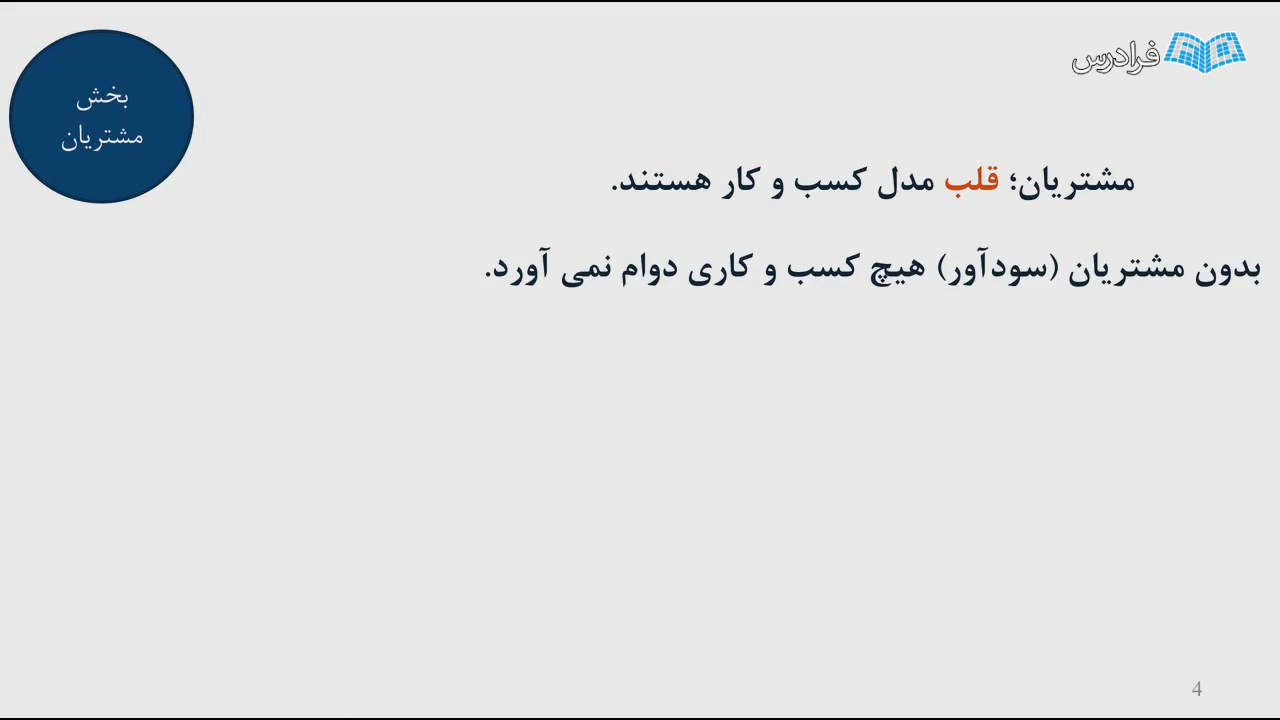 فرادرس
بخش
مشتریان
مشتریان؛ قلب مدل کسب و کار هستند.
بدون مشتریان (سودآور) هیچ کسب و کاری دوام نمی آورد.
4